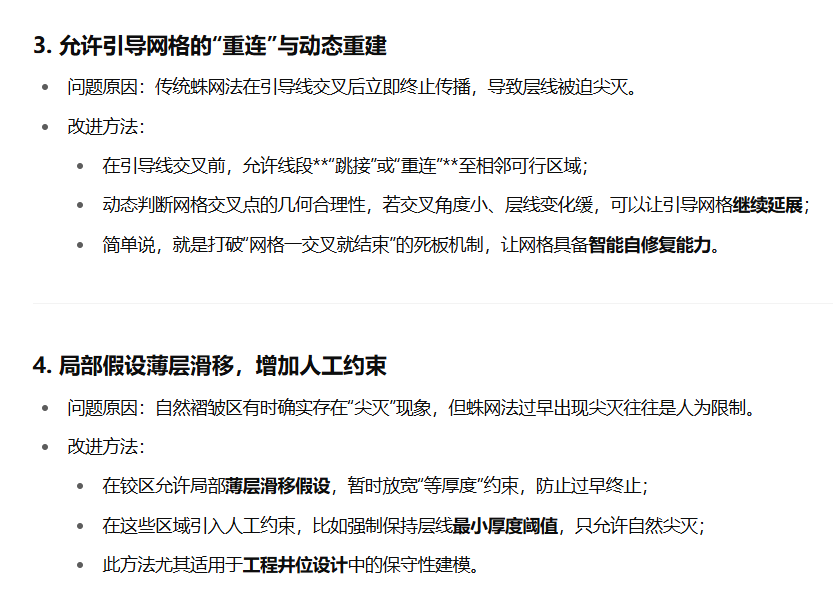 3. 允许引导网格的“重连”与动态重建
• 问题原因：传统蛛网法在引导线交叉后立即终止传播，导致层线被迫尖灭。
• 改进方法：
• 在引导线交叉前，允许线段**“跳接”或“重连”**至相邻可行区域；
• 动态判断网格交叉点的几何合理性，若交叉角度小、层线变化缓，可以让引导网格继续延展；
• 简单说，就是打破“网格一交叉就结束”的死板机制，让网格具备智能自修复能力。
4. 局部假设薄层滑移，增加人工约束
• 问题原因：自然褶皱区有时确实存在“尖灭”现象，但蛛网法过早出现尖灭往往是人为限制。
• 改进方法：
• 在铰区允许局部薄层滑移假设，暂时放宽“等厚度”约束，防止过早终止；
• 在这些区域引入人工约束，比如强制保持层线最小厚度阈值，只允许自然尖灭；
• 此方法尤其适用于工程井位设计中的保守性建模。